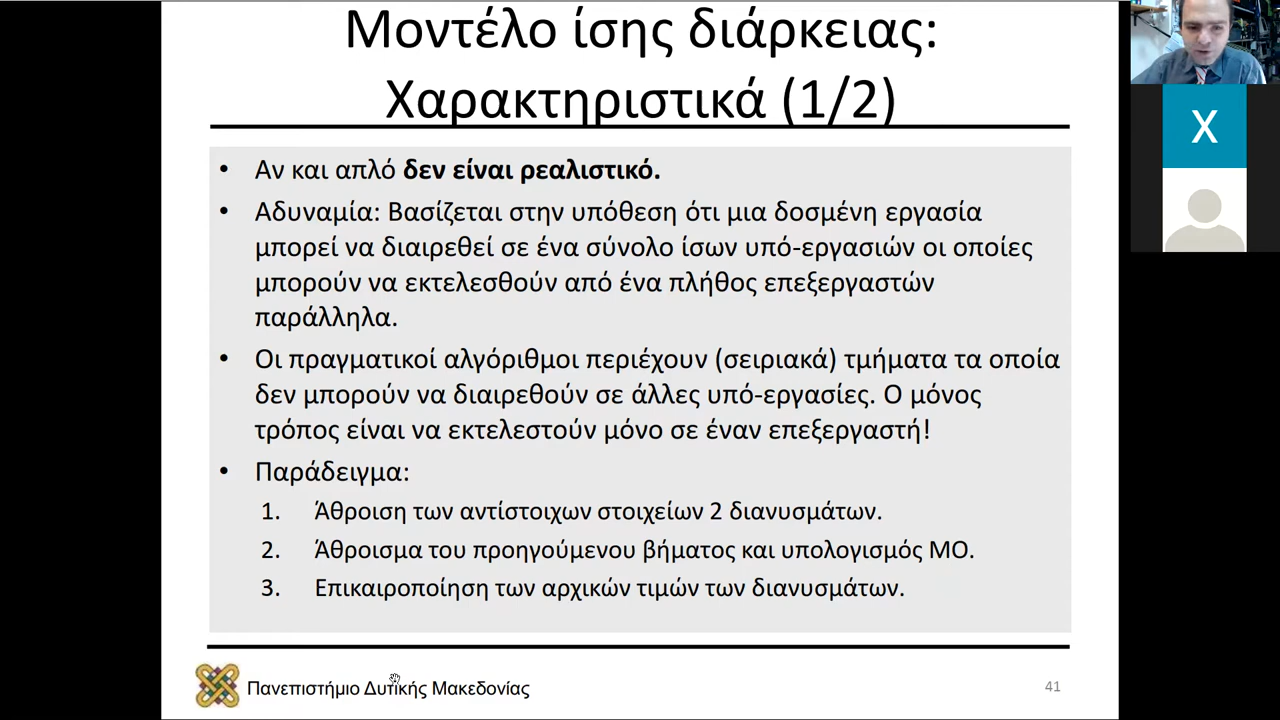 Μοντέλο ίσης διάρκειας:
Χαρακτηριστικά (1/2)
• Αν και απλό δεν είναι ρεαλιστικό.
• Αδυναμία: Βασίζεται στην υπόθεση ότι μια δοσμένη εργασία
μπορεί να διαιρεθεί σε ένα σύνολο ίσων υπό-εργασιών οι οποίες
μπορούν να εκτελεσθούν από ένα πλήθος επεξεργαστών
παράλληλα.
• Οι πραγματικοί αλγόριθμοι περιέχουν (σειριακά) τμήματα τα οποία
δεν μπορούν να διαιρεθούν σε άλλες υπό-εργασίες. Ο μόνος
τρόπος είναι να εκτελεστούν μόνο σε έναν επεξεργαστή!
• Παράδειγμα:
1. Άθροιση των αντίστοιχων στοιχείων 2 διανυσμάτων.
2. Άθροισμα του προηγούμενου βήματος και υπολογισμός ΜΟ.
3. Επικαιροποίηση των αρχικών τιμών των διανυσμάτων.
Πανεπιστήμιο Δυτικής Μακεδονίας
41
X